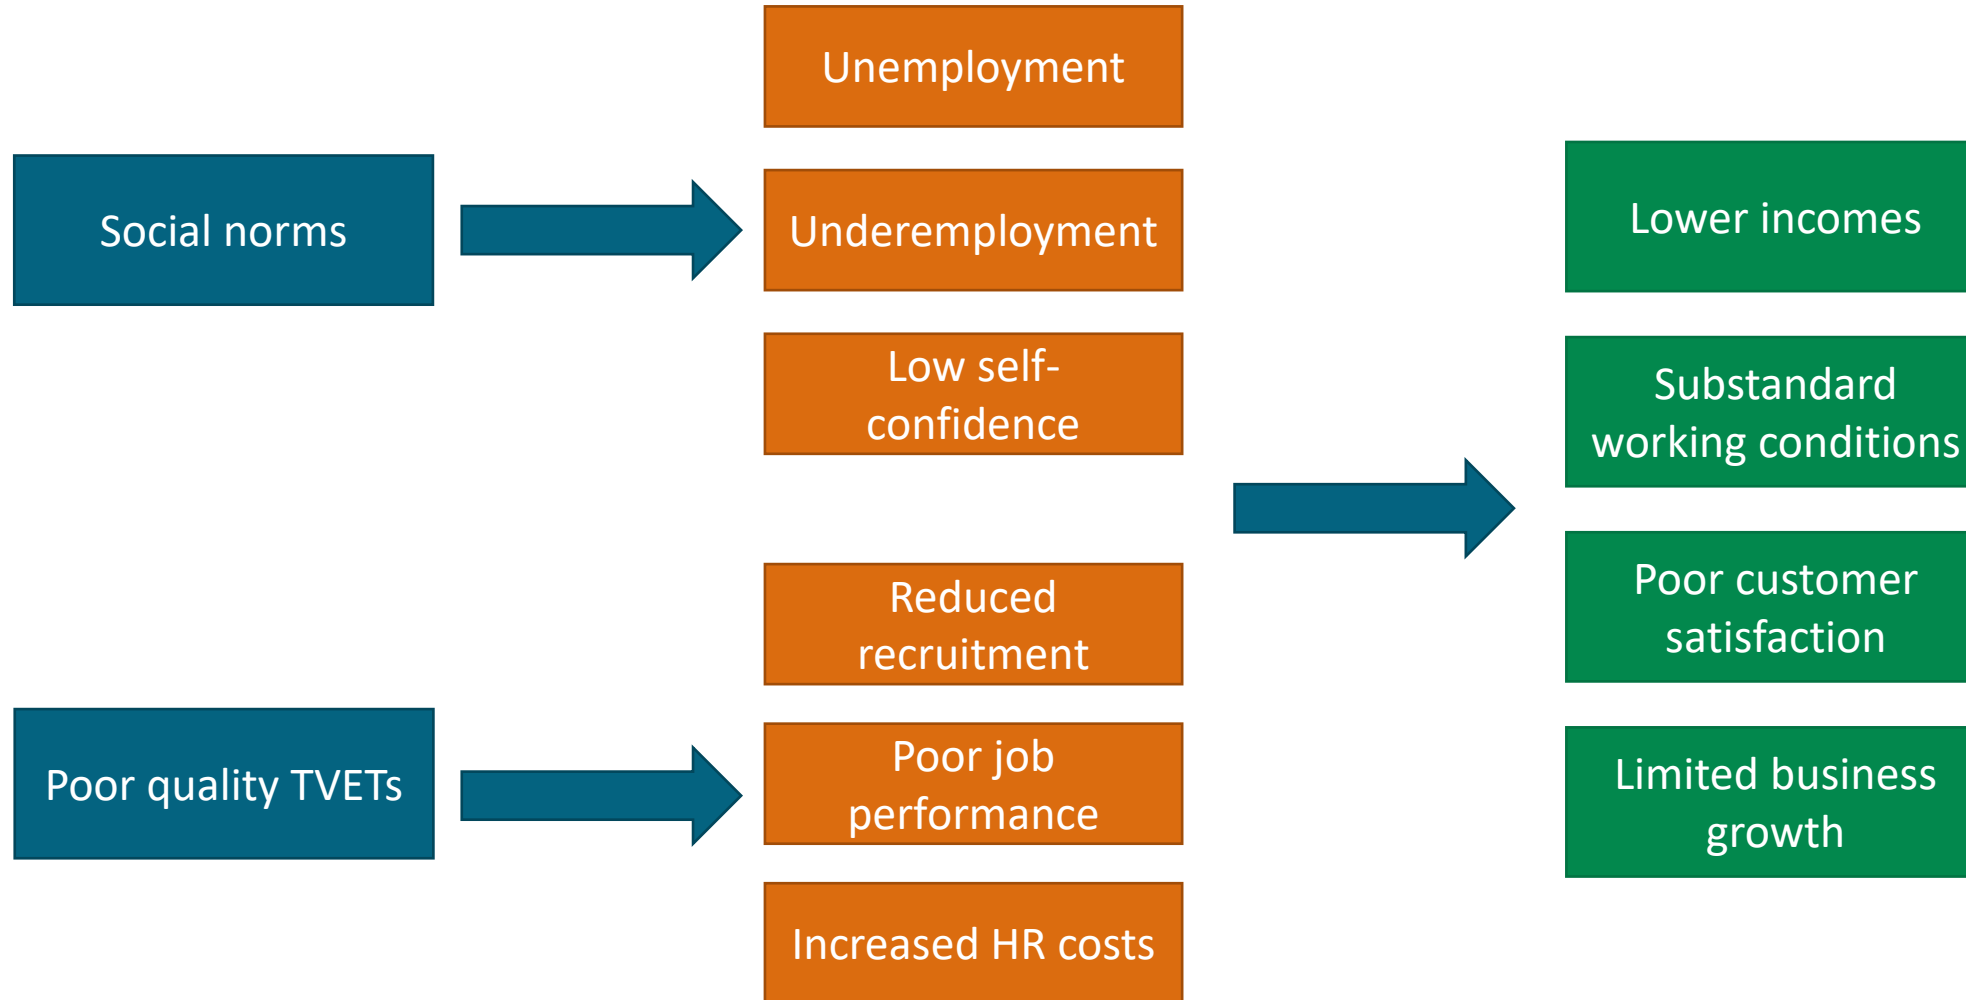 Social norms
Poor quality TVETs
Unemployment
Underemployment
Low self-
confidence
Reduced
recruitment
Poor job
performance
Increased HR costs
Lower incomes
Substandard
working conditions
Poor customer
satisfaction
Limited business
growth